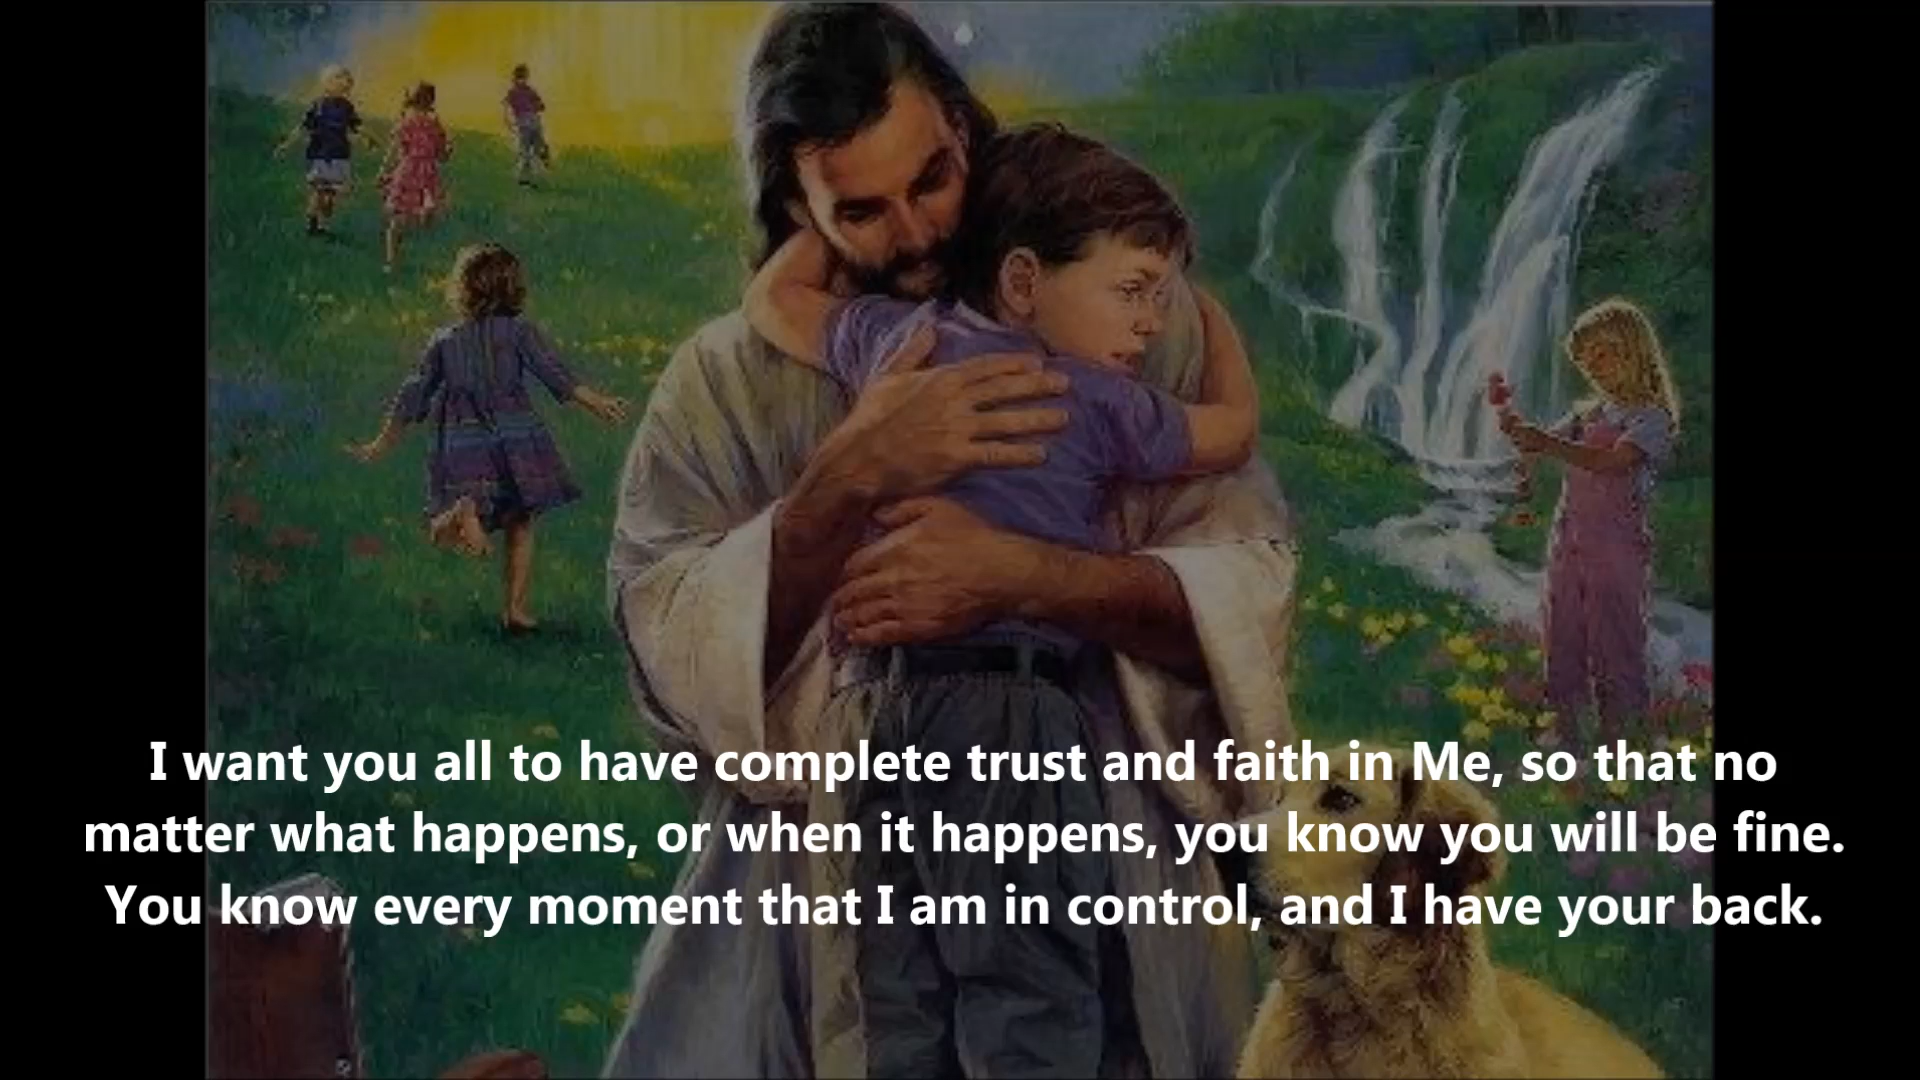 I want you all to have complete trust and faith in Me, so that no
matter what happens, or when it happens, you know you will be fine.
You know every moment that I am in control, and I have your back.